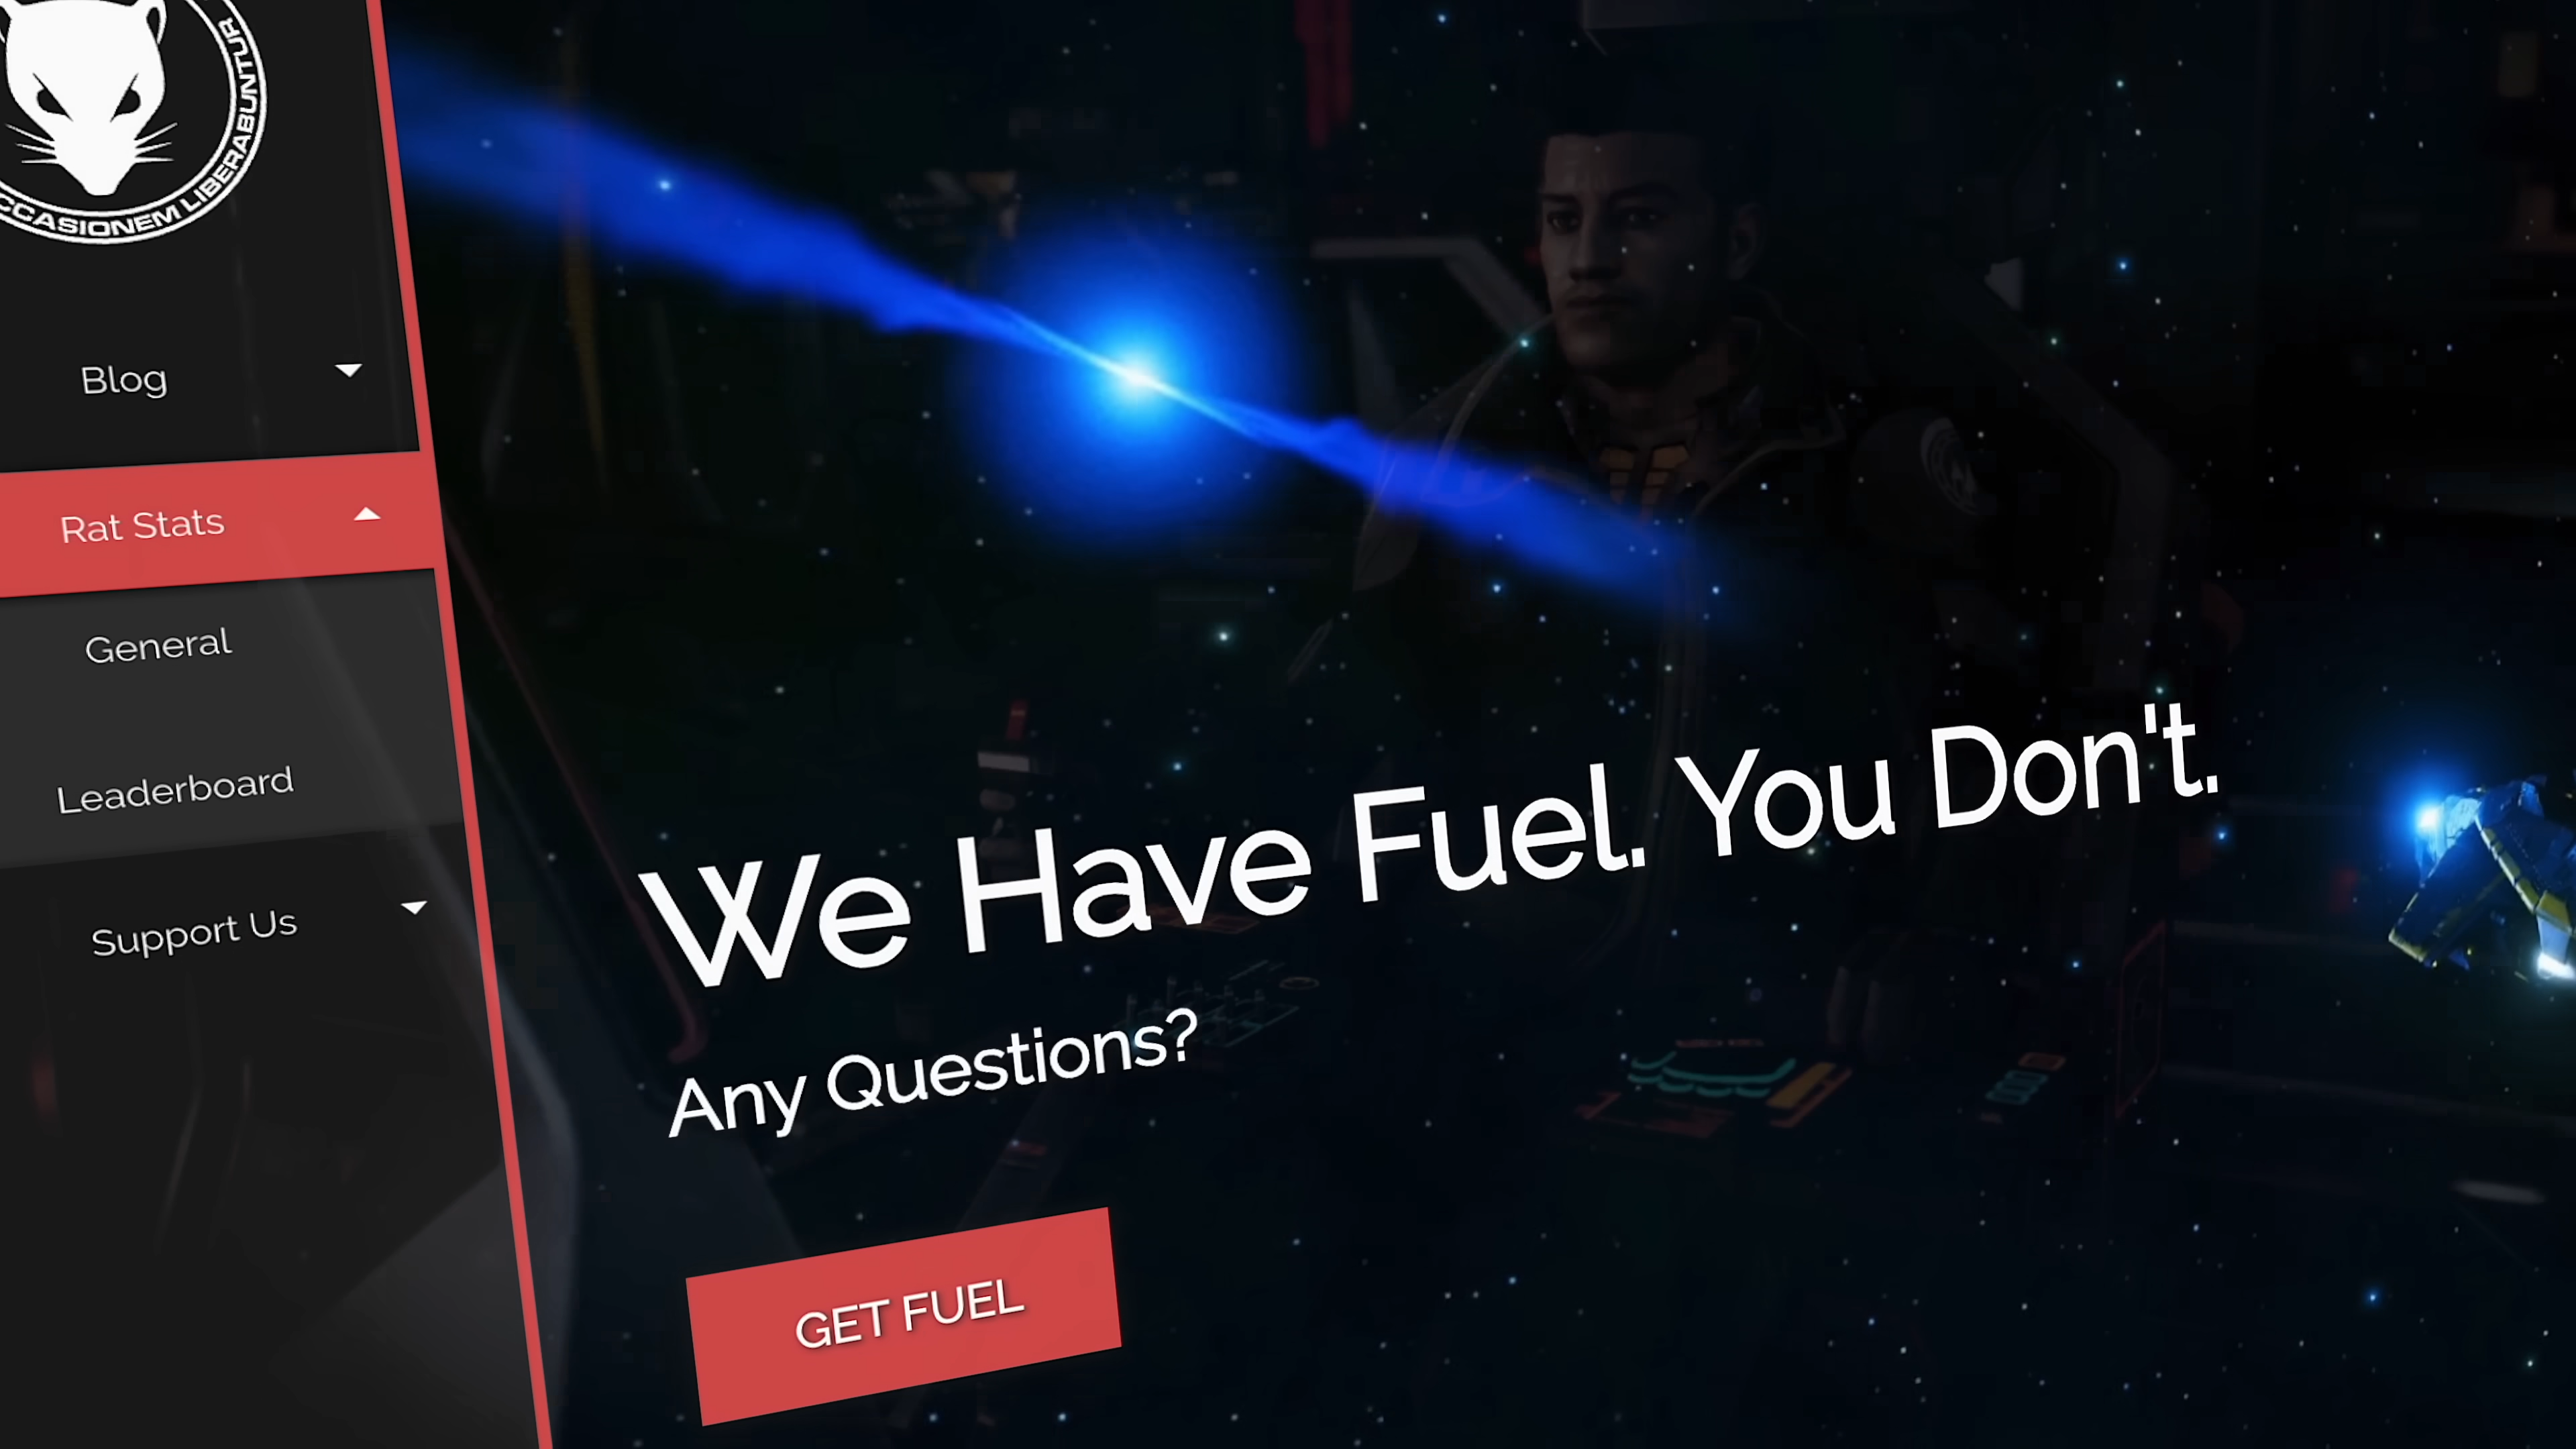 CCASIONEM LIBERABUNTUR
Blog
Rat Stats
General
Leaderboard
Support Us
We Have Fuel. You Don't.
Any Questions?
GET FUEL